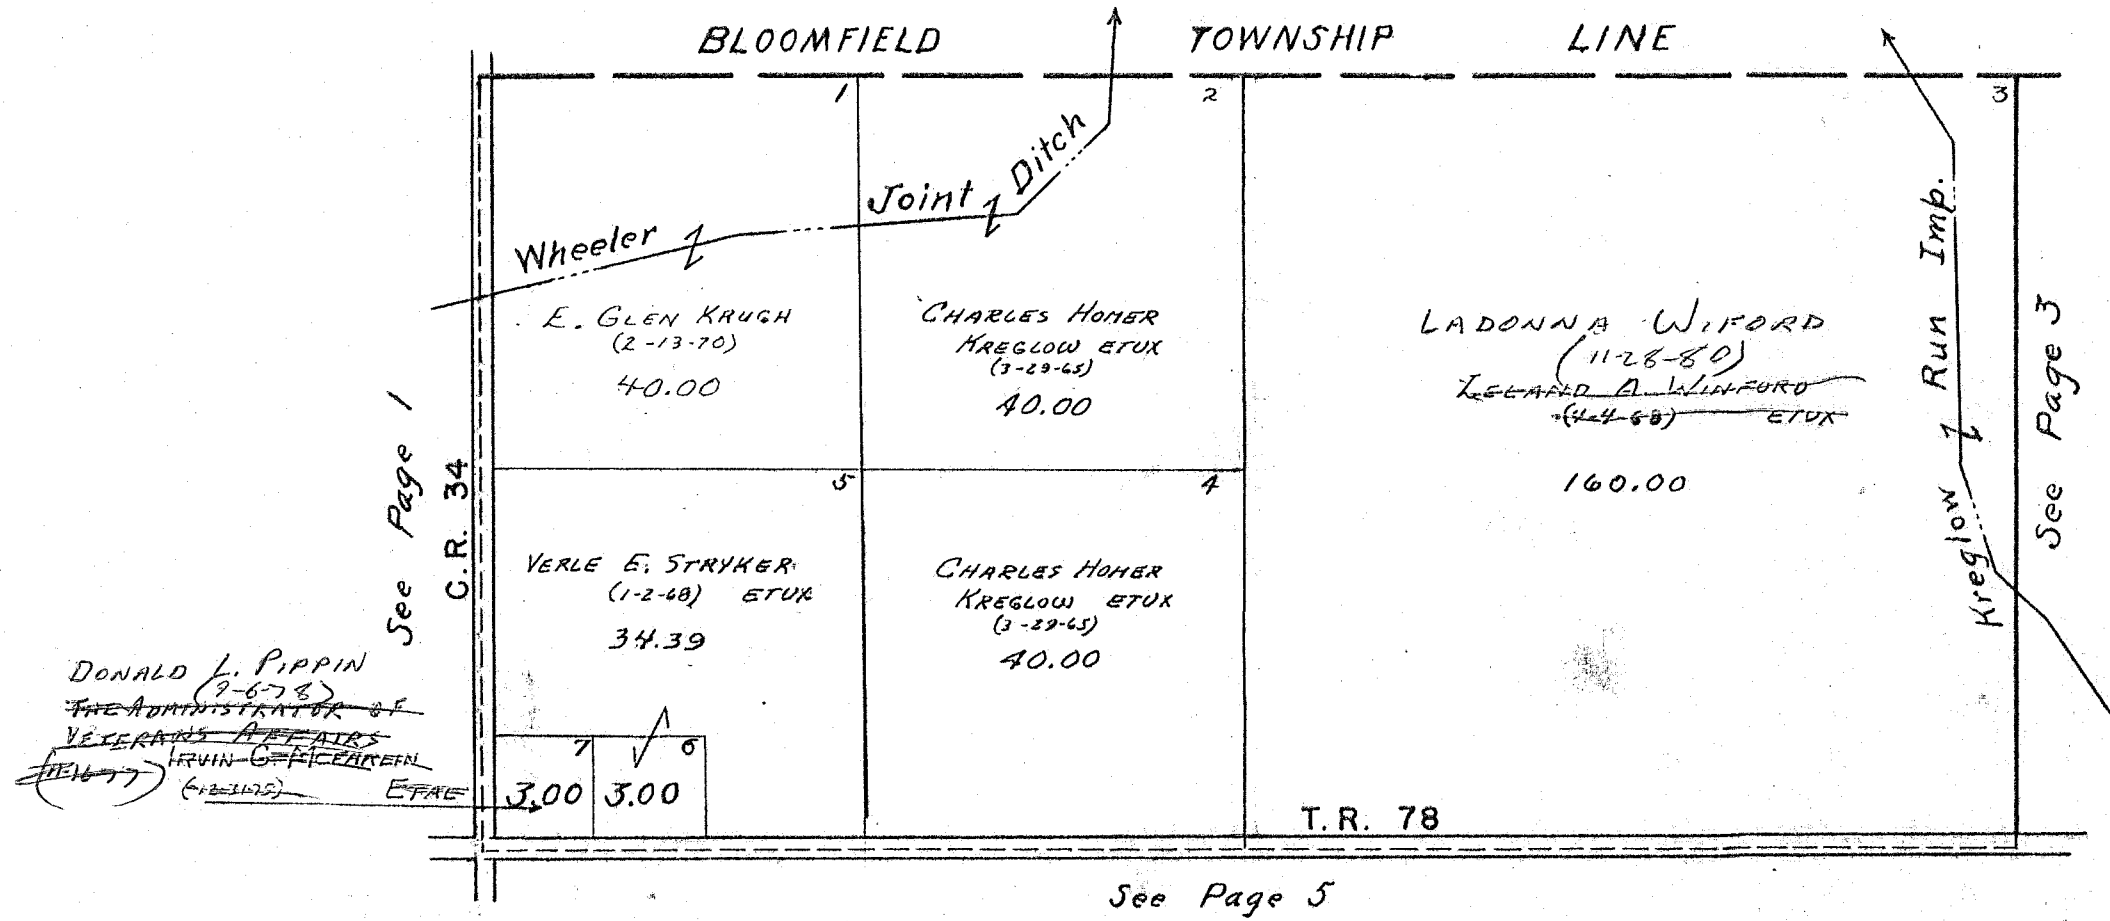 BLOOMFIELD TOWNSHIP LINE
1
2
3
Wheeler Joint Ditch
E. GLEN KRUGH
(2-13-70)
40.00
CHARLES HOMER
KREGLOW ETUX
(3-29-65)
40.00
LADONNA WIFORD
(11-28-80)
LELAND A. WINFORD
(4-4-68) ETUX
160.00
Kreglow Run Imp.
See Page 3
See Page 1
C.R. 34
5
4
VERLE E. STRYKER
(1-2-68) ETUX
34.39
CHARLES HOMER
KREGLOW ETUX
(3-29-65)
40.00
DONALD L. PIPPIN
(9-6-78)
THE ADMINISTRATOR OF
VETERANS AFFAIRS
IRVIN G.
7
6
3.00
3.00
T.R. 78
See Page 5